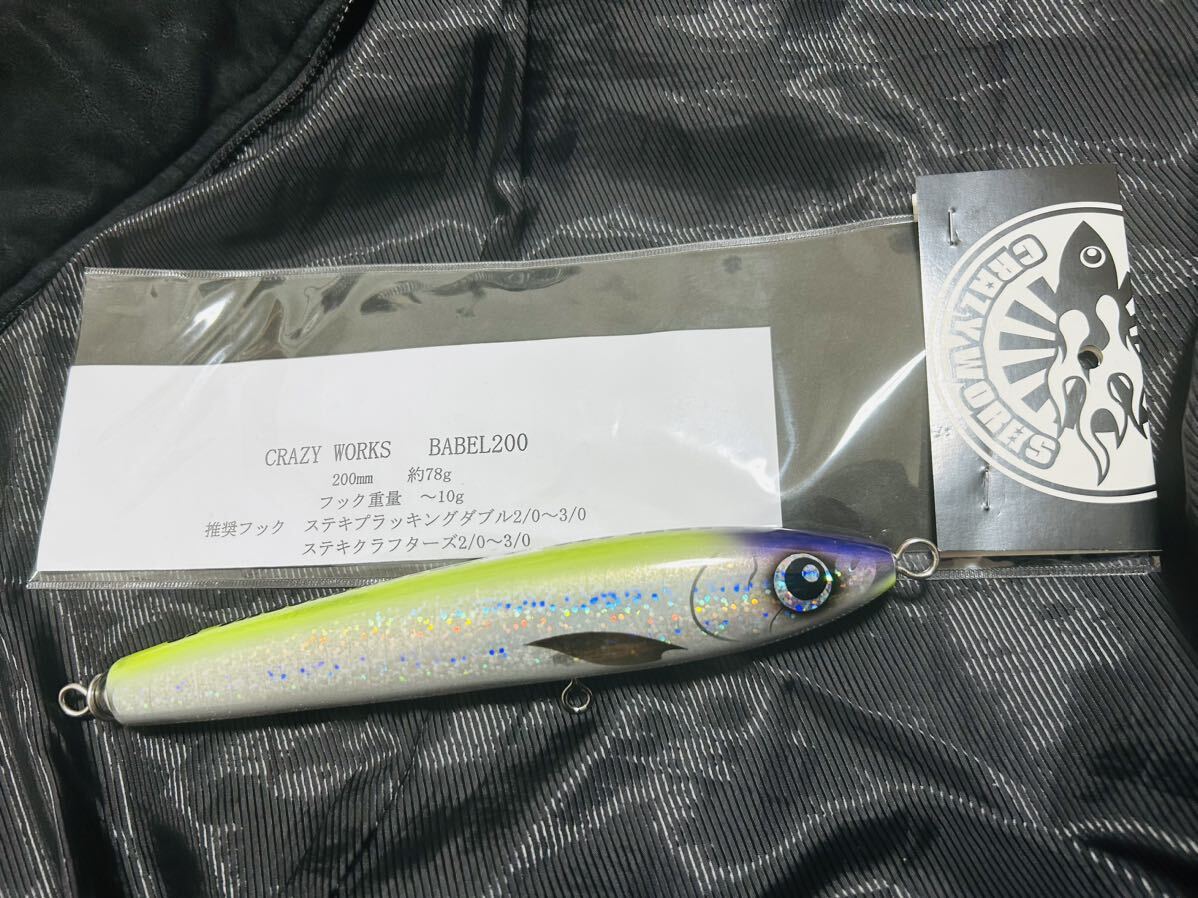 CRAZY WORKS BABEL200
200mm 約78g
フック重量 ～10g
推奨フック ステキプラッキングダブル2/0～3/0
ステキクラフターズ2/0～3/0
CRAZYWORKS